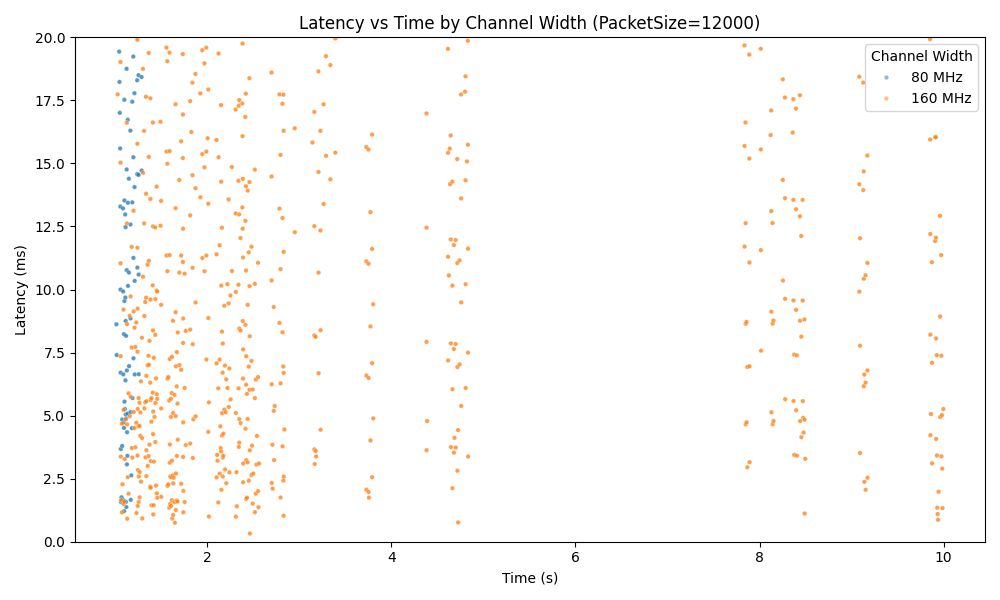 Latency vs Time by Channel Width (PacketSize=12000)
Channel Width
80 MHz
160 MHz
Latency (ms)
20.0
17.5
15.0
12.5
10.0
7.5
5.0
2.5
0.0
2 4 6 8 10
Time (s)